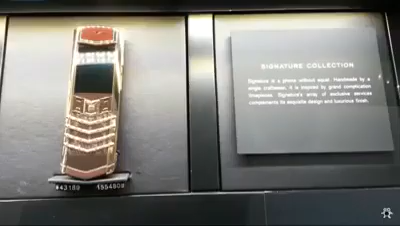 SIGNATURE COLLECTION
Signature is a phone without equal. Handmade by a
single craftsman, it is inspired by grand complication
timepieces. Signature's array of exclusive services
complements its exquisite design and luxurious finish.